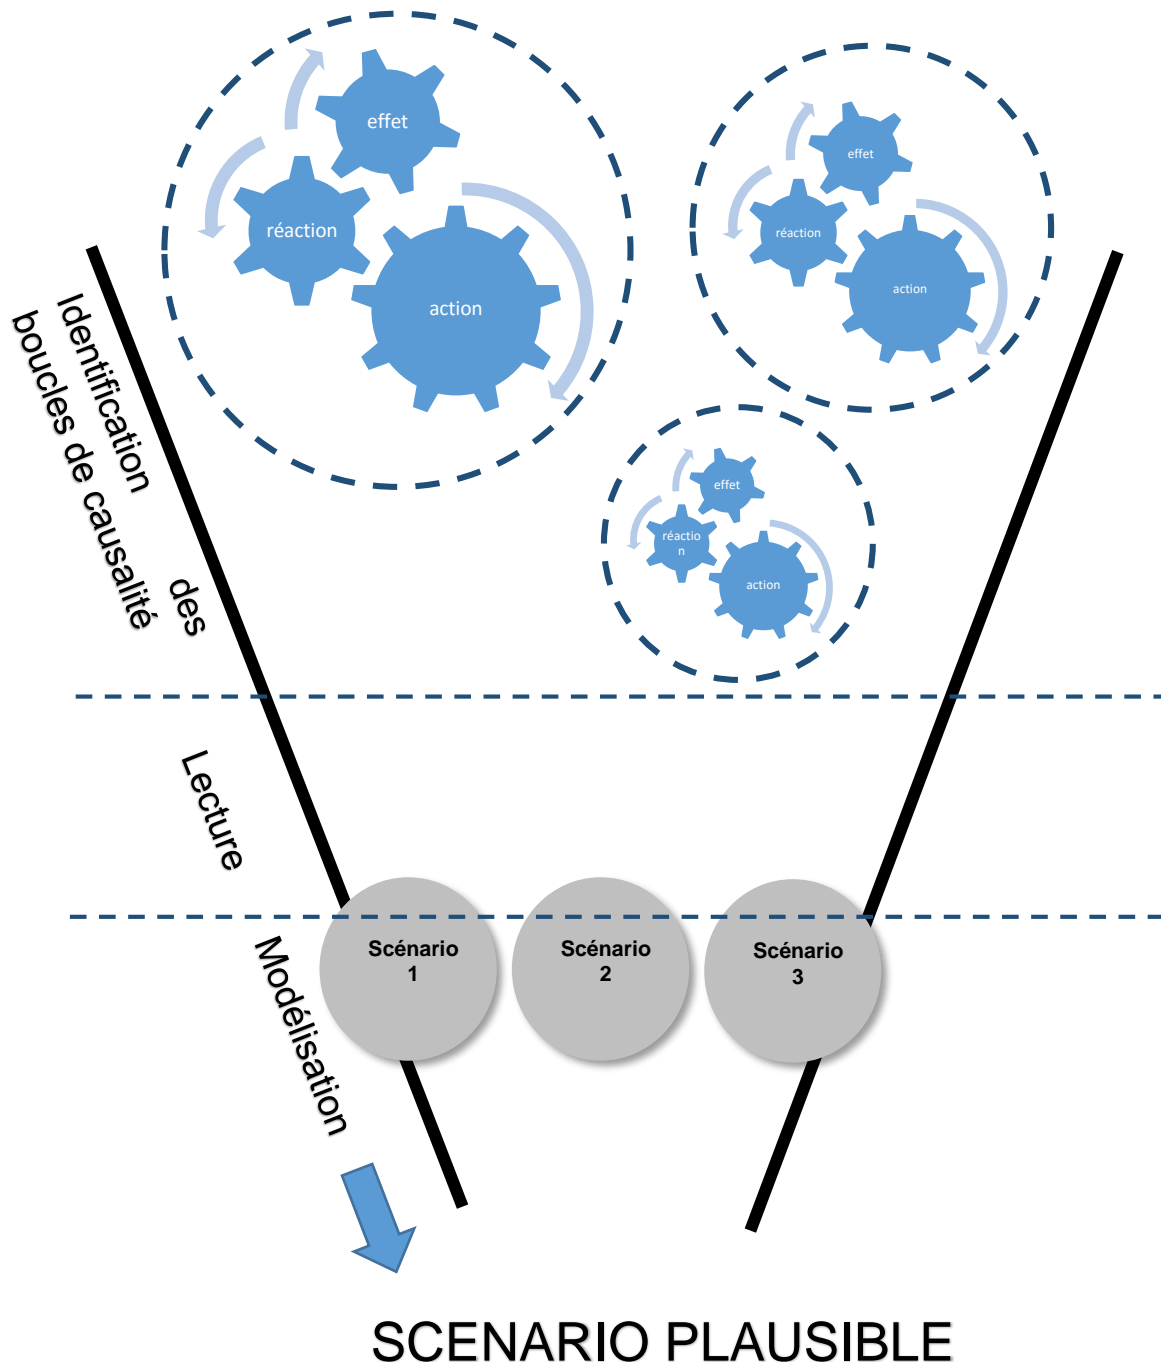 effet
réaction
action
effet
réaction
action
effet
réactio
n
action
Identification des
boucles de causalité
Lecture
Modélisation
Scénario
1
Scénario
2
Scénario
3
SCENARIO PLAUSIBLE